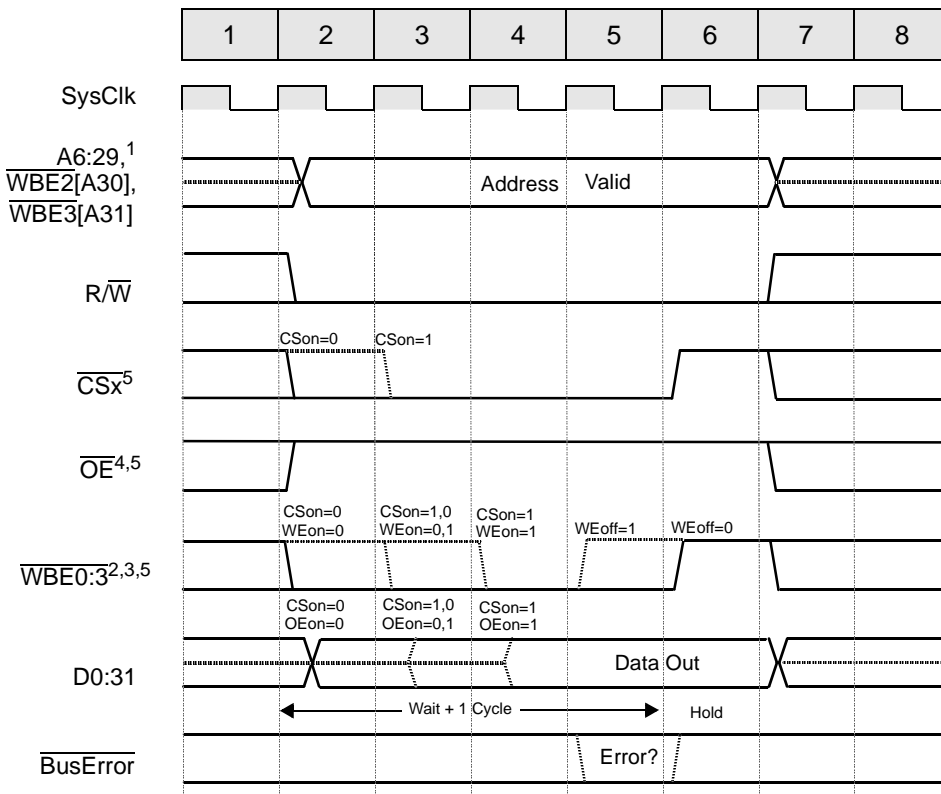 1 2 3 4 5 6 7 8
SysClk
A6:29,1
WBE2[A30],
WBE3[A31]
Address Valid
R/W
CSon=0 CSon=1
CSx5
OE4,5
CSon=0 CSon=1,0 CSon=1
WEon=0 WEon=0,1 WEon=1 WEoff=1 WEoff=0
WBE0:32,3,5
CSon=0 CSon=1,0 CSon=1
OEon=0 OEon=0,1 OEon=1
D0:31
Data Out
Wait + 1 Cycle Hold
BusError
Error?